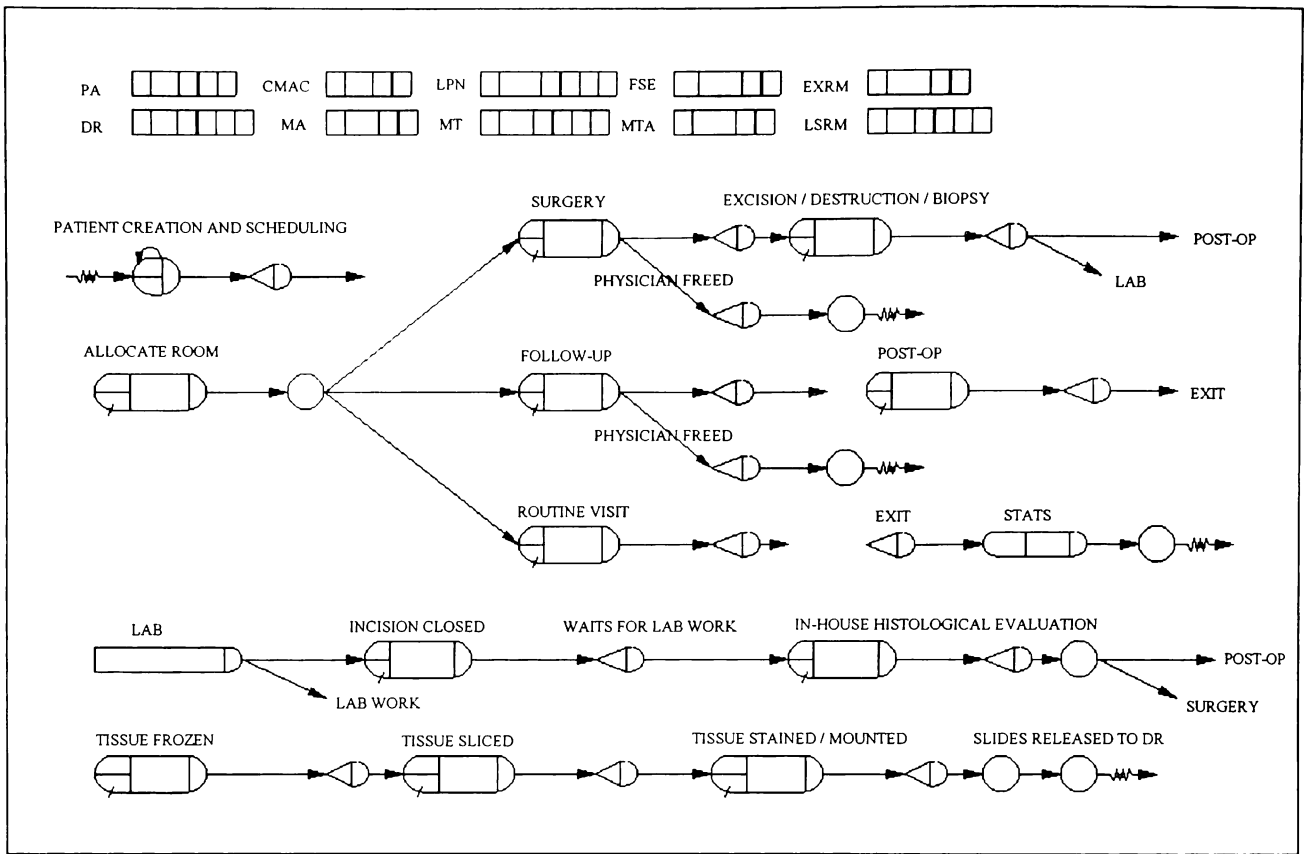 PA CMAC LPN FSE EXRM
DR MA MT MTA LSRM
SURGERY EXCISION / DESTRUCTION / BIOPSY
PATIENT CREATION AND SCHEDULING
POST-OP
LAB
PHYSICIAN FREED
ALLOCATE ROOM FOLLOW-UP POST-OP
EXIT
PHYSICIAN FREED
ROUTINE VISIT EXIT STATS
LAB INCISION CLOSED WAITS FOR LAB WORK IN-HOUSE HISTOLOGICAL EVALUATION
POST-OP
LAB WORK SURGERY
TISSUE FROZEN TISSUE SLICED TISSUE STAINED / MOUNTED SLIDES RELEASED TO DR